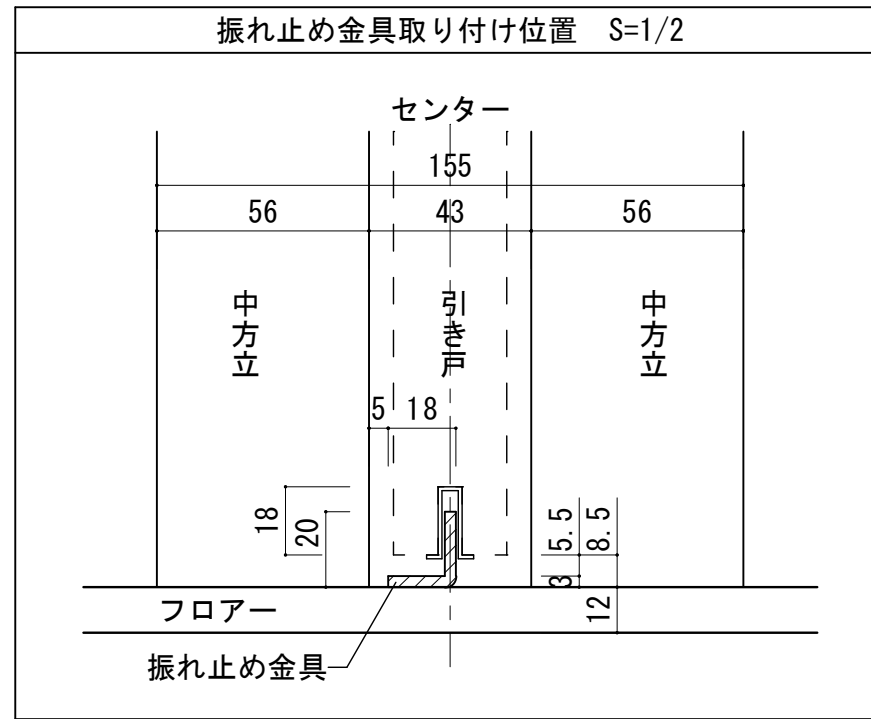 振れ止め金具取り付け位置　S=1/2
センター
155
56
43
56
中方立
引き戸
中方立
5
18
18
20
5.5
8.5
3
12
フロアー
振れ止め金具